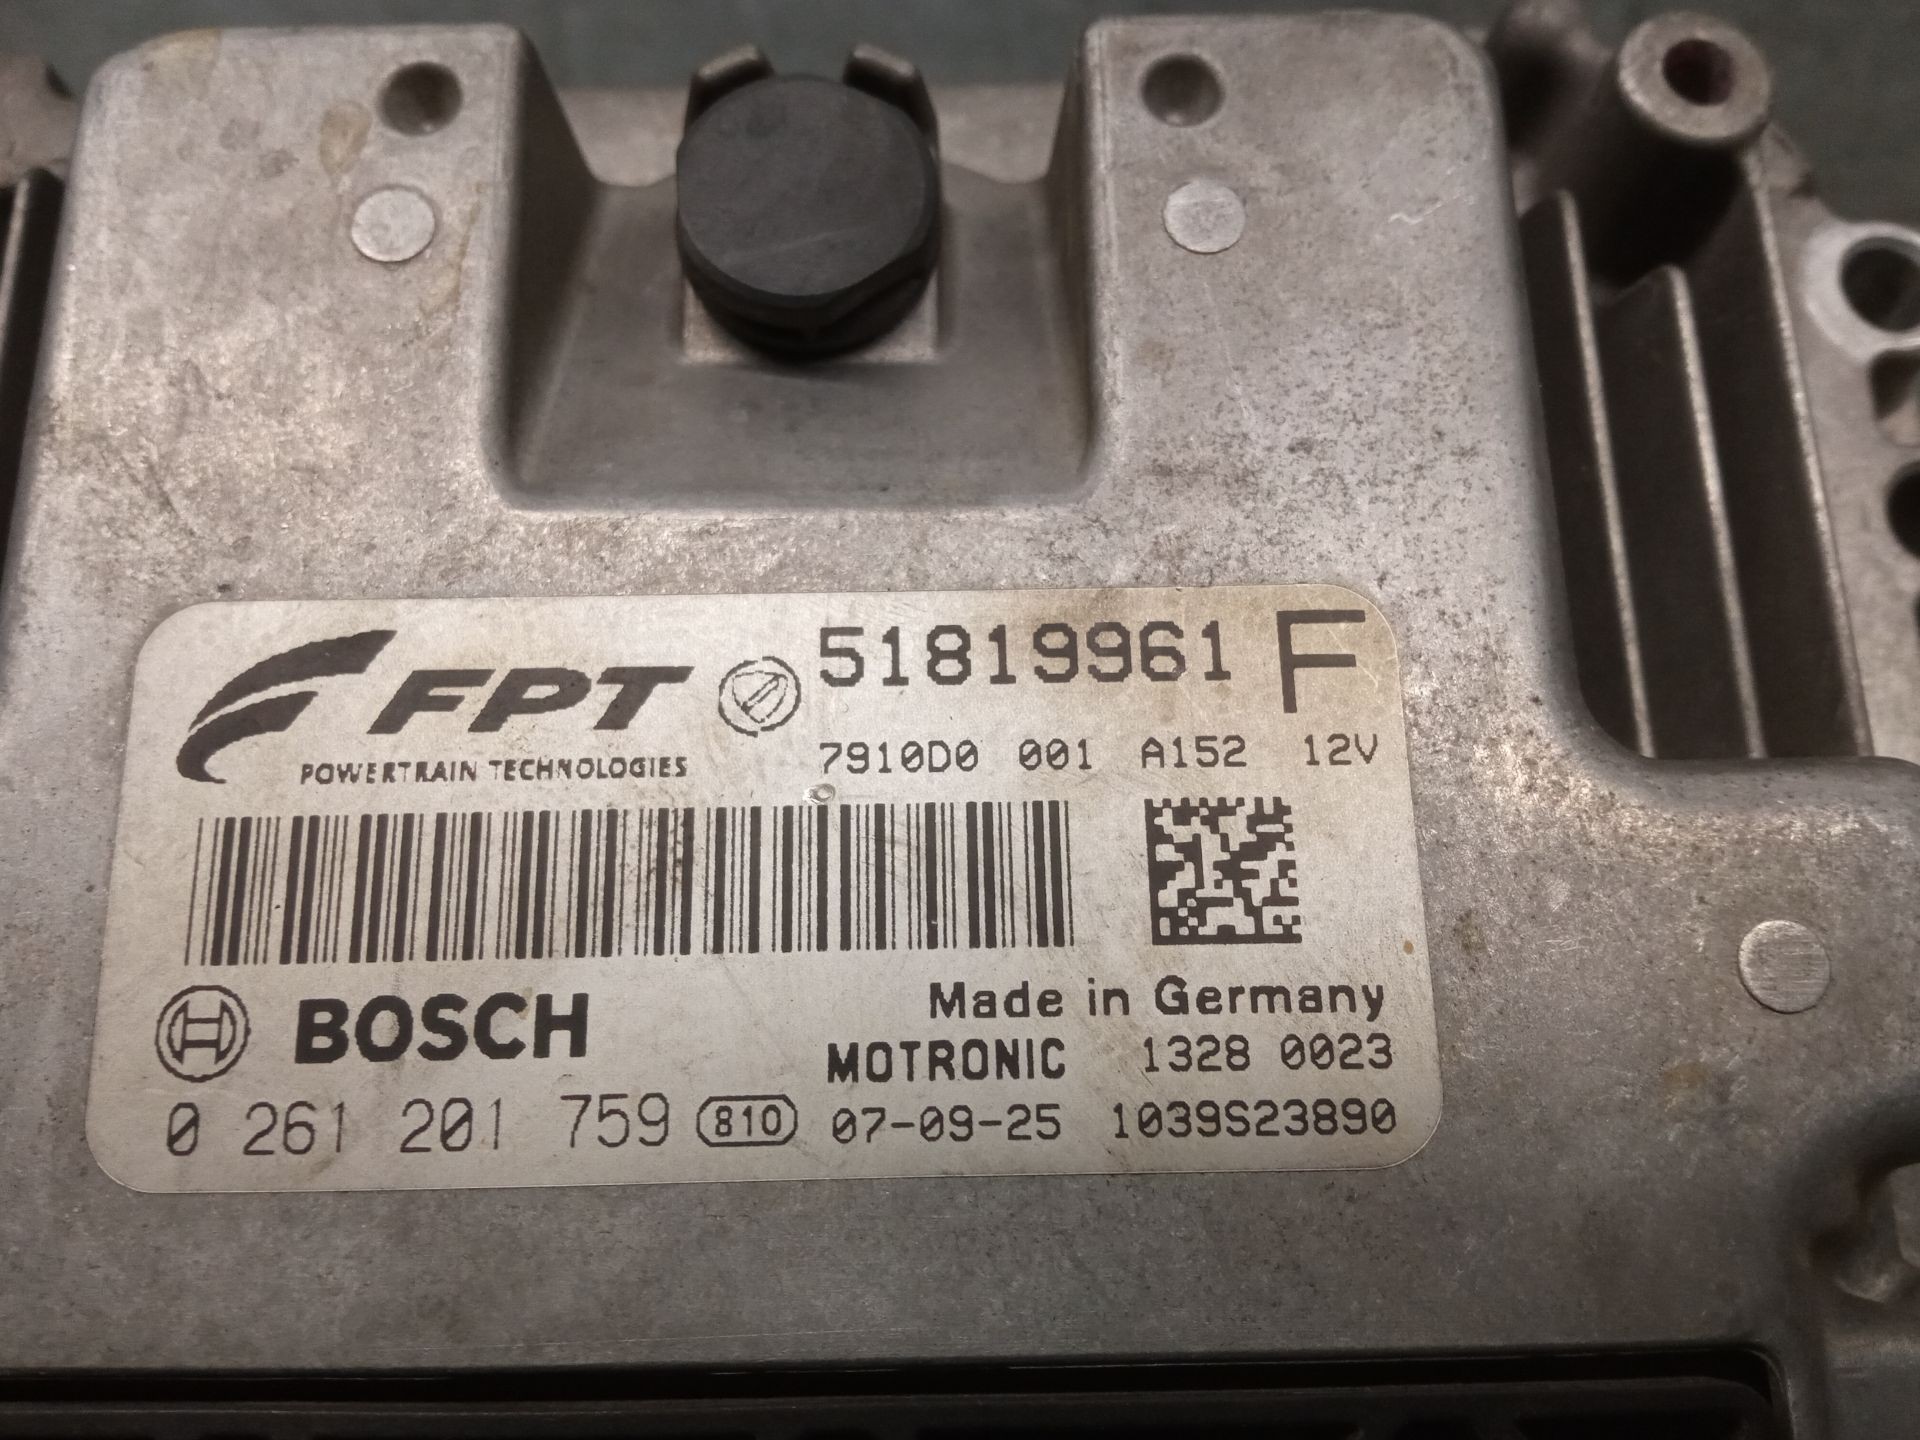 FPT 51819961 F
POWERTRAIN TECHNOLOGIES 7910D0 001 A152 12V
BOSCH Made in Germany
MOTRONIC 1328 0023
0 261 201 759 810 07-09-25 1039S23890